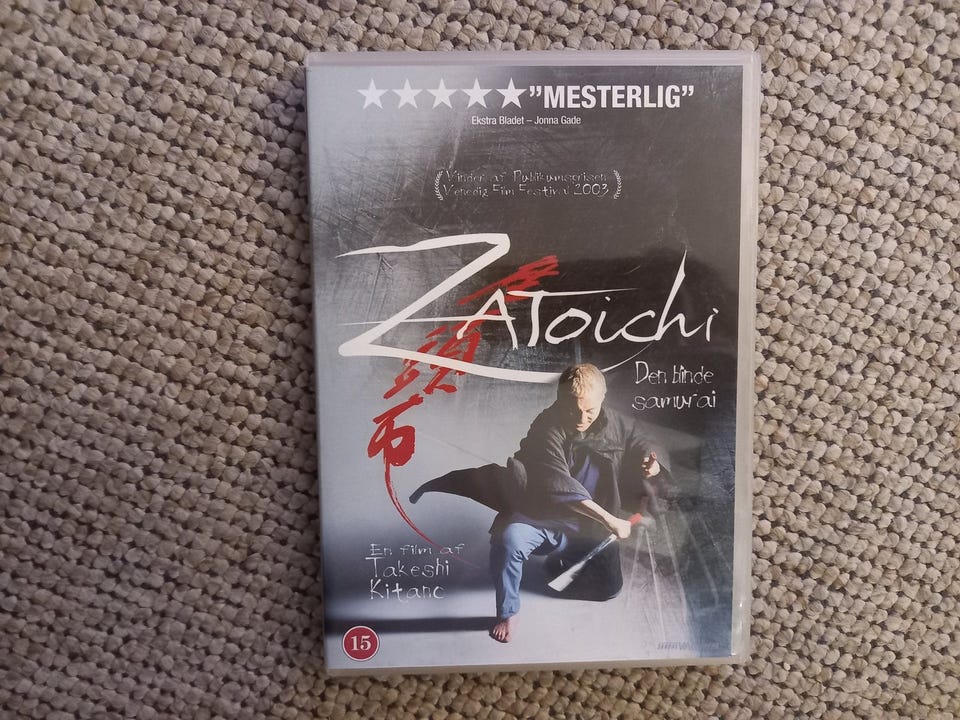 ★★★★★"MESTERLIG"
Ekstra Bladet – Jonna Gade
Vinder af Publikumsprisen
Venedig Film Festival 2003
ZATOichi
座頭市
Den blinde
samurai
En film af
Takeshi
Kitano
15